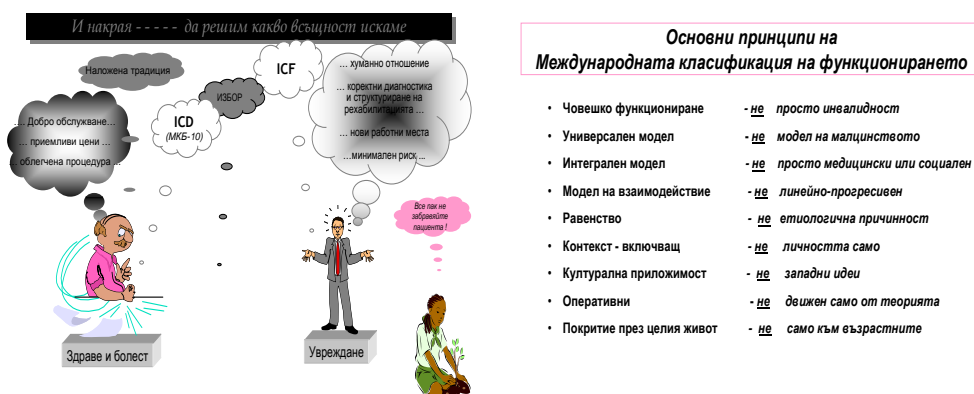 И накрая - - - - - да решим какво всъщност искаме
Наложена традиция
ICF
ИЗБОР
ICD
(МКБ-10)
…. Добро обслужване…
… приемливи цени …
… облегчена процедура …
… хуманно отношение
… коректни диагностика
и структуриране на
рехабилитацията …
… нови работни места
…минимален риск ...
Все пак не
забравяйте
пациента !
Здраве и болест
Увреждане
Основни принципи на
Международната класификация на функционирането
• Човешко функциониране - не просто инвалидност
• Универсален модел - не модел на малцинството
• Интегрален модел - не просто медицински или социален
• Модел на взаимодействие - не линейно-прогресивен
• Равенство - не етиологична причинност
• Контекст - включващ - не личността само
• Културна приложимост - не западни идеи
• Оперативни - не движен само от теорията
• Покритие през целия живот - не само към възрастните